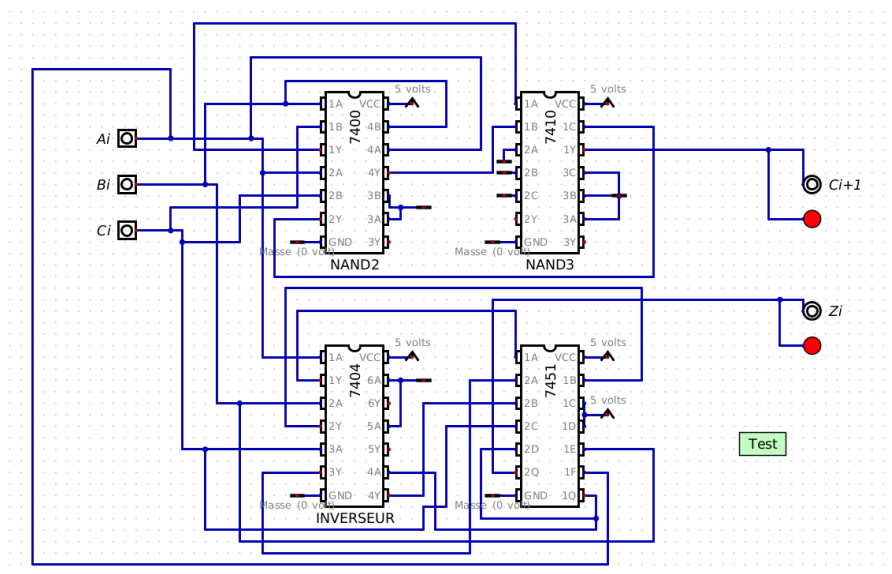 Ai
Bi
Ci
1A VCC
1B 4B
1Y 4A
2A 4Y
2B 3B
2Y 3A
GND 3Y
7400
5 volts
Masse (0 volt)
NAND2
1A VCC
1B 1C
2A 1Y
2B 3C
2C 3B
2Y 3A
GND 3Y
7410
5 volts
Masse (0 volt)
NAND3
Ci+1
Zi
1A VCC
1Y 6A
2A 6Y
2Y 5A
3A 5Y
3Y 4A
GND 4Y
7404
5 volts
Masse (0 volt)
INVERSEUR
1A VCC
2A 1B
2B 1C
2C 1D
2D 1E
2Q 1F
GND 1Q
7451
5 volts
5 volts
Masse (0 volt)
Test